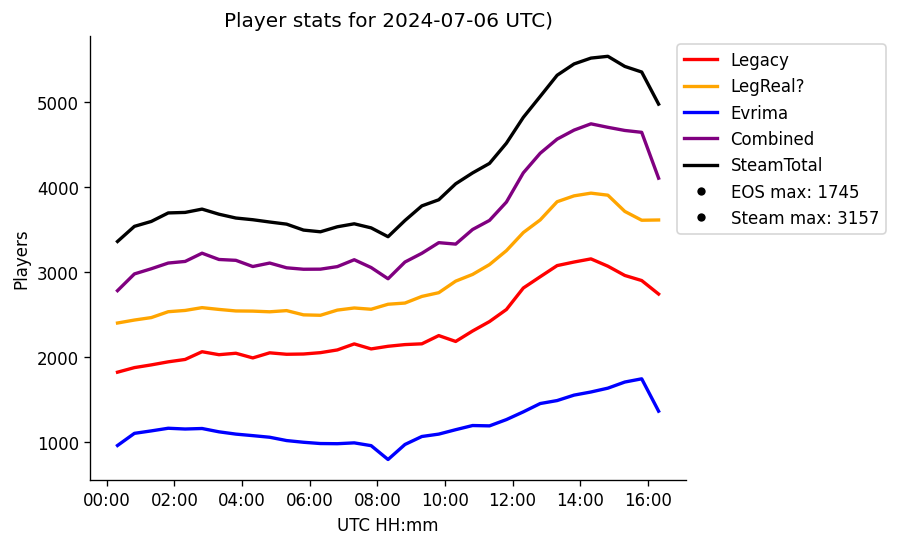 Player stats for 2024-07-06 UTC)
Legacy
LegReal?
Evrima
Combined
SteamTotal
EOS max: 1745
Steam max: 3157
Players
5000
4000
3000
2000
1000
00:00 02:00 04:00 06:00 08:00 10:00 12:00 14:00 16:00
UTC HH:mm